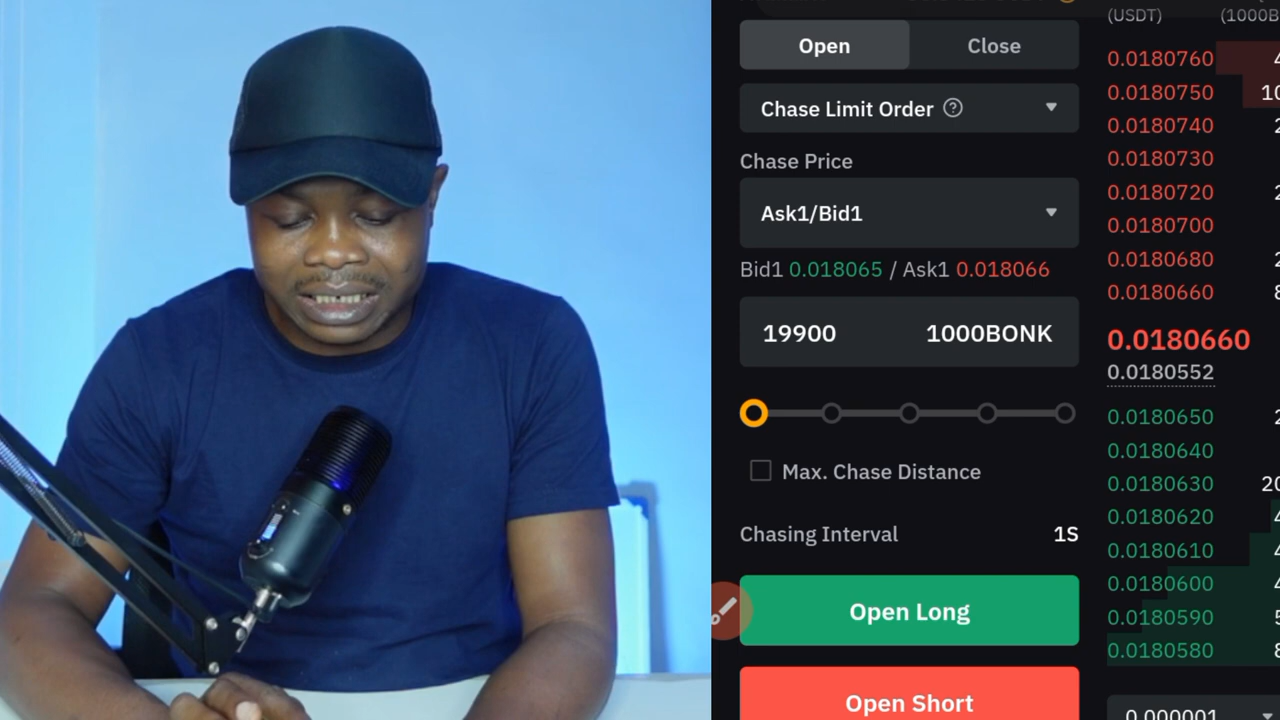 (USDT) (1000B
Open Close
0.0180760
Chase Limit Order
0.0180750 10
0.0180740
Chase Price
0.0180730
Ask1/Bid1
0.0180720
0.0180700
Bid1 0.018065 / Ask1 0.018066
0.0180680
0.0180660
19900 1000BONK
0.0180660
0.0180552
0.0180650
0.0180640
Max. Chase Distance
0.0180630 20
0.0180620
Chasing Interval 1S
0.0180610
0.0180600
Open Long
0.0180590
0.0180580
Open Short
0.000001